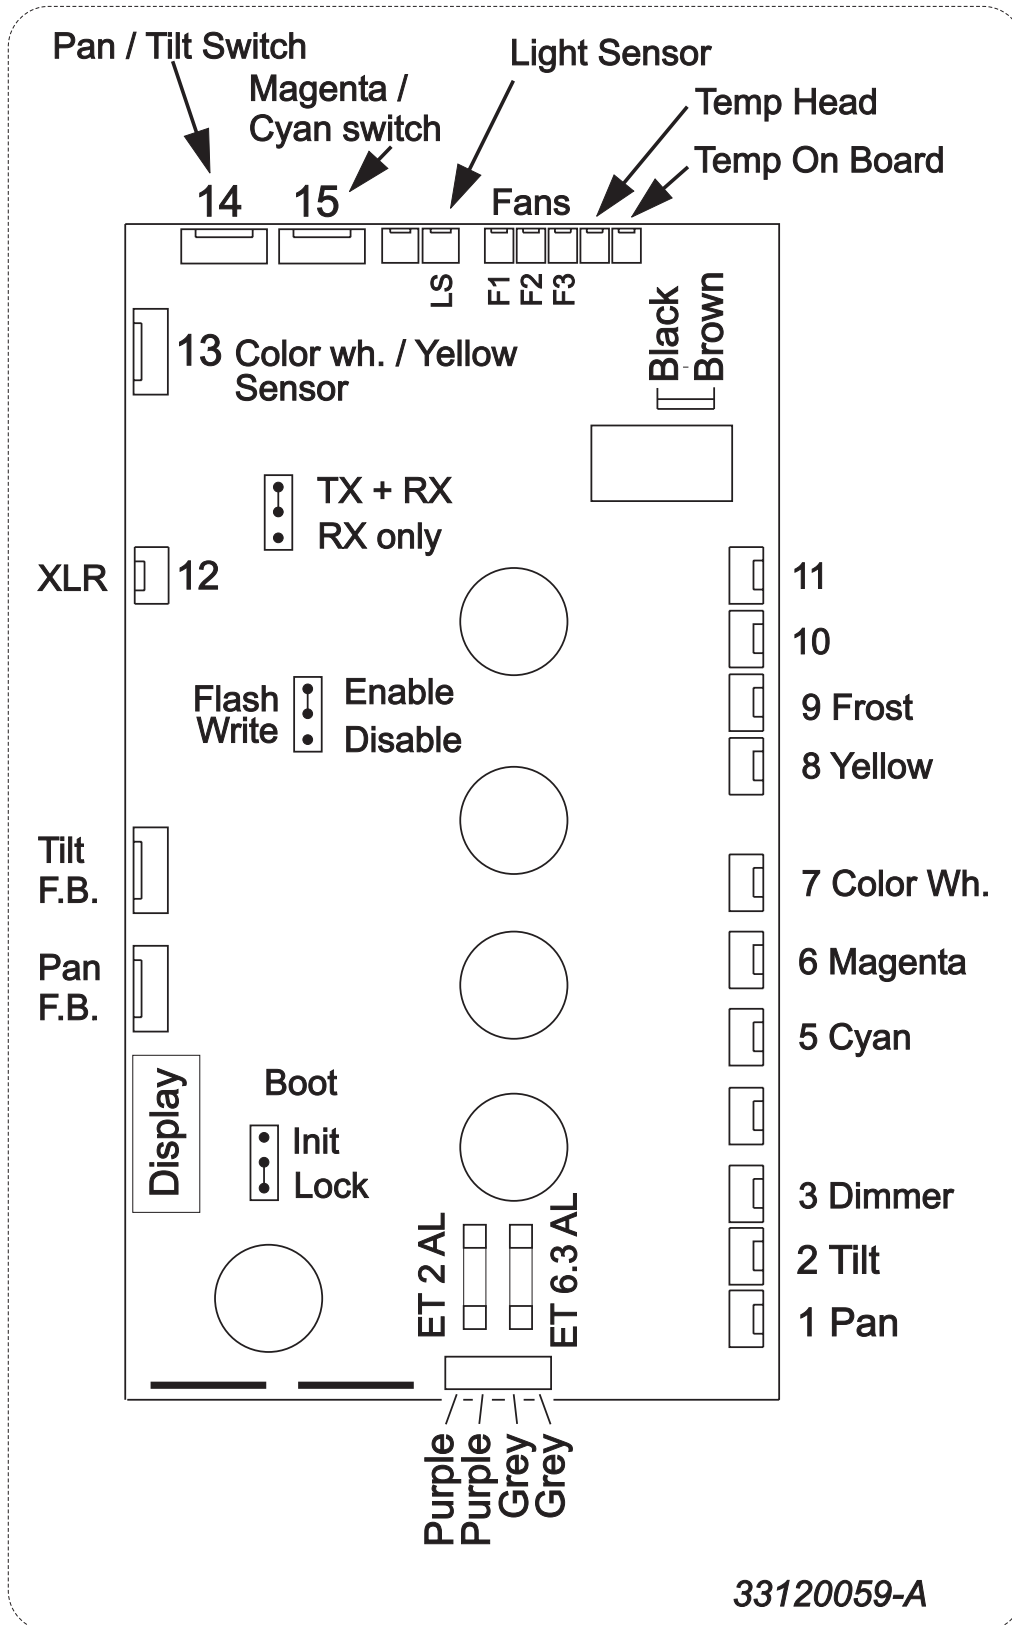 Pan / Tilt Switch
Light Sensor
Magenta /
Cyan switch
Temp Head
Temp On Board
14
15
Fans
LS
F1
F2
F3
Black
Brown
13 Color wh. / Yellow
Sensor
TX + RX
RX only
XLR
12
11
10
Flash
Write
Enable
Disable
9 Frost
8 Yellow
Tilt
F.B.
7 Color Wh.
Pan
F.B.
6 Magenta
5 Cyan
Display
Boot
Init
Lock
3 Dimmer
2 Tilt
1 Pan
ET 2 AL
ET 6.3 AL
Purple
Purple
Grey
Grey
33120059-A